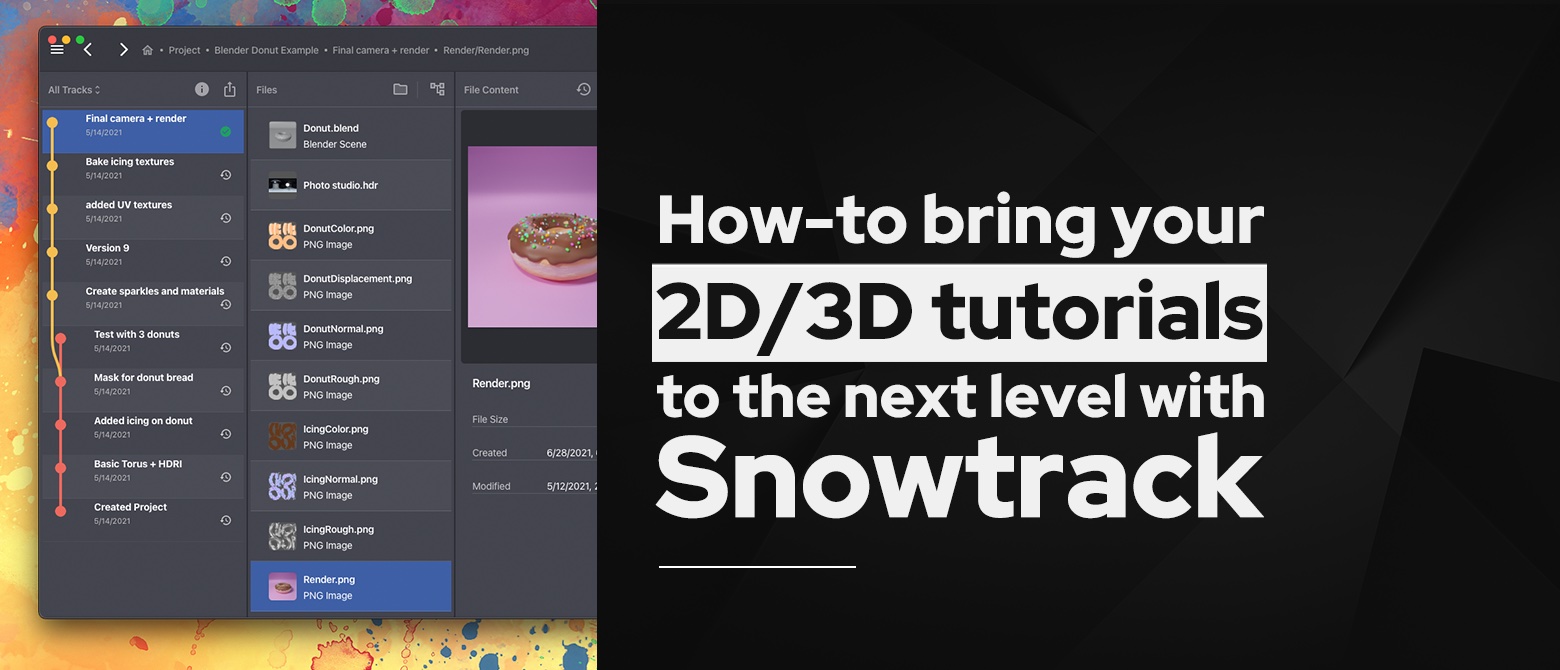 Project • Blender Donut Example • Final camera + render • Render/Render.png
All Tracks
Final camera + render
5/14/2021
Bake icing textures
5/14/2021
added UV textures
5/14/2021
Version 9
5/14/2021
Create sparkles and materials
5/14/2021
Test with 3 donuts
5/14/2021
Mask for donut bread
5/14/2021
Added icing on donut
5/14/2021
Basic Torus + HDRI
5/14/2021
Created Project
5/14/2021
Files
Donut.blend
Blender Scene
Photo studio.hdr
DonutColor.png
PNG Image
DonutDisplacement.png
PNG Image
DonutNormal.png
PNG Image
DonutRough.png
PNG Image
IcingColor.png
PNG Image
IcingNormal.png
PNG Image
IcingRough.png
PNG Image
Render.png
PNG Image
File Content
Render.png
File Size
Created 6/28/2021,
Modified 5/12/2021,
How-to bring your
2D/3D tutorials
to the next level with
Snowtrack